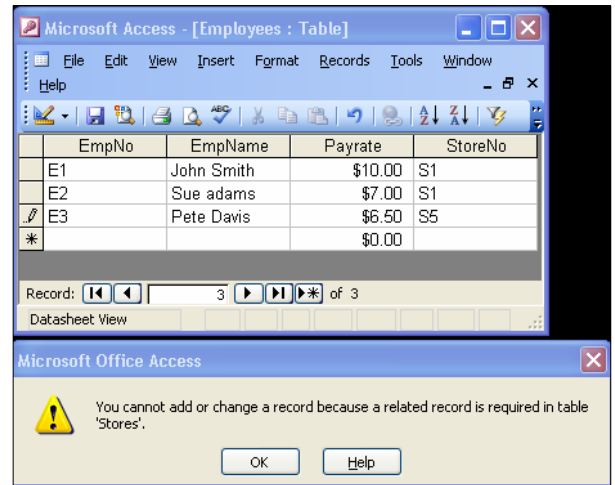 Microsoft Access - [Employees : Table]
File Edit View Insert Format Records Tools Window
Help
EmpNo EmpName Payrate StoreNo
E1 John Smith $10.00 S1
E2 Sue adams $7.00 S1
E3 Pete Davis $6.50 S5
$0.00
Record: 3 of 3
Datasheet View
Microsoft Office Access
You cannot add or change a record because a related record is required in table
'Stores'.
OK Help